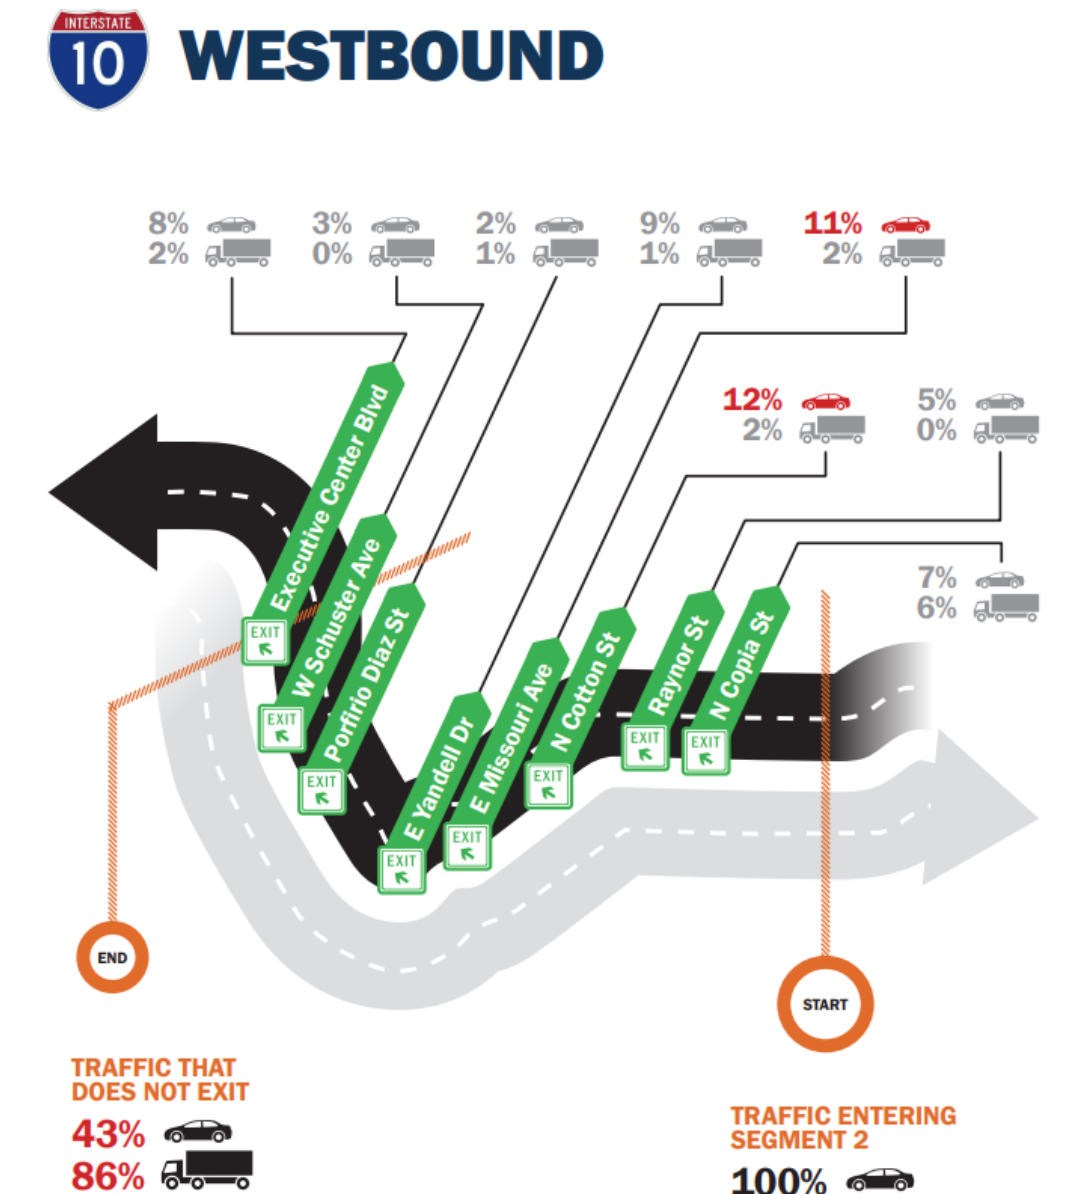 INTERSTATE
10
WESTBOUND
8%
2%
3%
0%
2%
1%
9%
1%
11%
2%
12%
2%
5%
0%
7%
6%
Executive Center Blvd
EXIT
W Schuster Ave
EXIT
Porfirio Diaz St
EXIT
E Yandell Dr
EXIT
E Missouri Ave
EXIT
N Cotton St
EXIT
Raynor St
EXIT
N Copia St
EXIT
END
START
TRAFFIC THAT
DOES NOT EXIT
43%
86%
TRAFFIC ENTERING
SEGMENT 2
100%